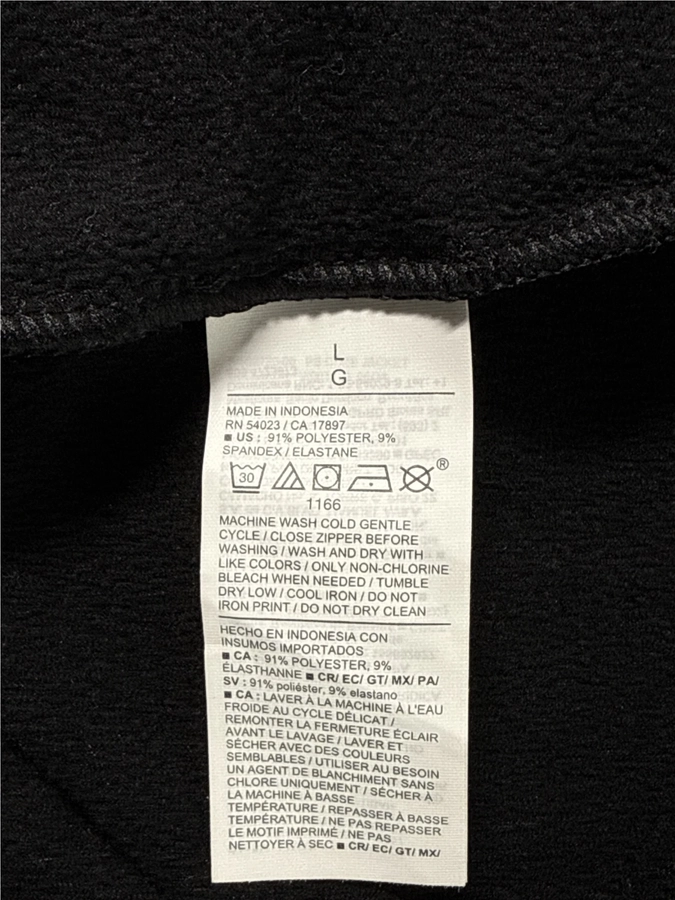 L
G
MADE IN INDONESIA
RN 54023 / CA 17897
■ US : 91% POLYESTER, 9%
SPANDEX / ELASTANE
30
®
1166
MACHINE WASH COLD GENTLE
CYCLE / CLOSE ZIPPER BEFORE
WASHING / WASH AND DRY WITH
LIKE COLORS / ONLY NON-CHLORINE
BLEACH WHEN NEEDED / TUMBLE
DRY LOW / COOL IRON / DO NOT
IRON PRINT / DO NOT DRY CLEAN
HECHO EN INDONESIA CON
INSUMOS IMPORTADOS
■ CA : 91% POLYESTER, 9%
ÉLASTHANNE ■ CR/ EC/ GT/ MX/ PA/
SV : 91% poliéster, 9% elastano
■ CA : LAVER À LA MACHINE À L'EAU
FROIDE AU CYCLE DÉLICAT /
REMONTER LA FERMETURE ÉCLAIR
AVANT LE LAVAGE / LAVER ET
SÉCHER AVEC DES COULEURS
SEMBLABLES / UTILISER AU BESOIN
UN AGENT DE BLANCHIMENT SANS
CHLORE UNIQUEMENT / SÉCHER À
LA MACHINE À BASSE
TEMPÉRATURE / REPASSER À BASSE
TEMPÉRATURE / NE PAS REPASSER
LE MOTIF IMPRIMÉ / NE PAS
NETTOYER À SEC ■ CR/ EC/ GT/ MX/